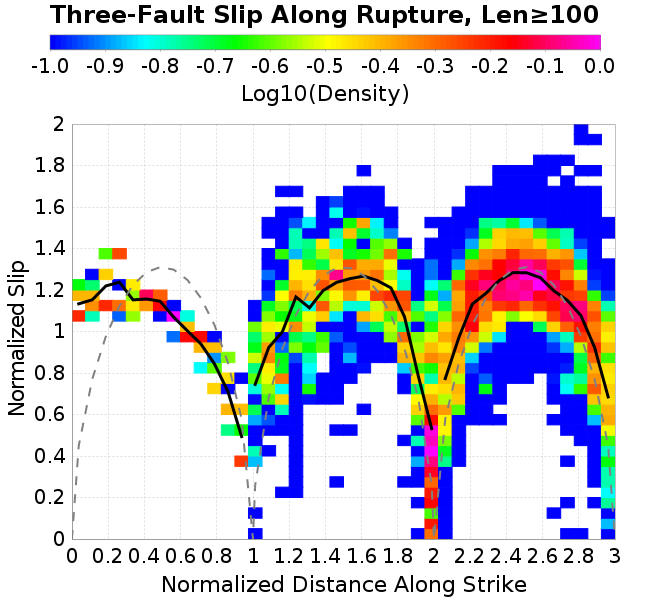 Three-Fault Slip Along Rupture, Len≥100
-1.0 -0.9 -0.8 -0.7 -0.6 -0.5 -0.4 -0.3 -0.2 -0.1 0.0
Log10(Density)
2
1.8
1.6
1.4
1.2
1
0.8
0.6
0.4
0.2
0
Normalized Slip
0 0.2 0.4 0.6 0.8 1 1.2 1.4 1.6 1.8 2 2.2 2.4 2.6 2.8 3
Normalized Distance Along Strike